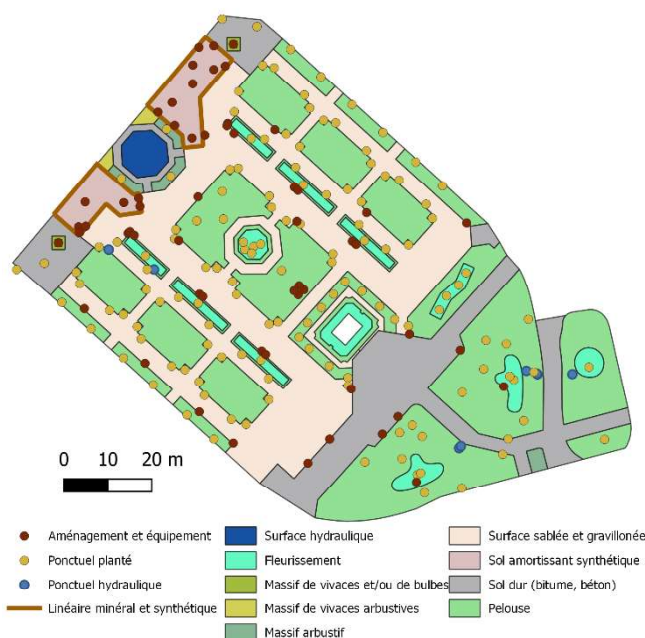 0 10 20 m
Aménagement et équipement
Ponctuel planté
Ponctuel hydraulique
Linéaire minéral et synthétique
Surface hydraulique
Fleurissement
Massif de vivaces et/ou de bulbes
Massif de vivaces arbustives
Massif arbustif
Surface sablée et gravillonée
Sol amortissant synthétique
Sol dur (bitume, béton)
Pelouse